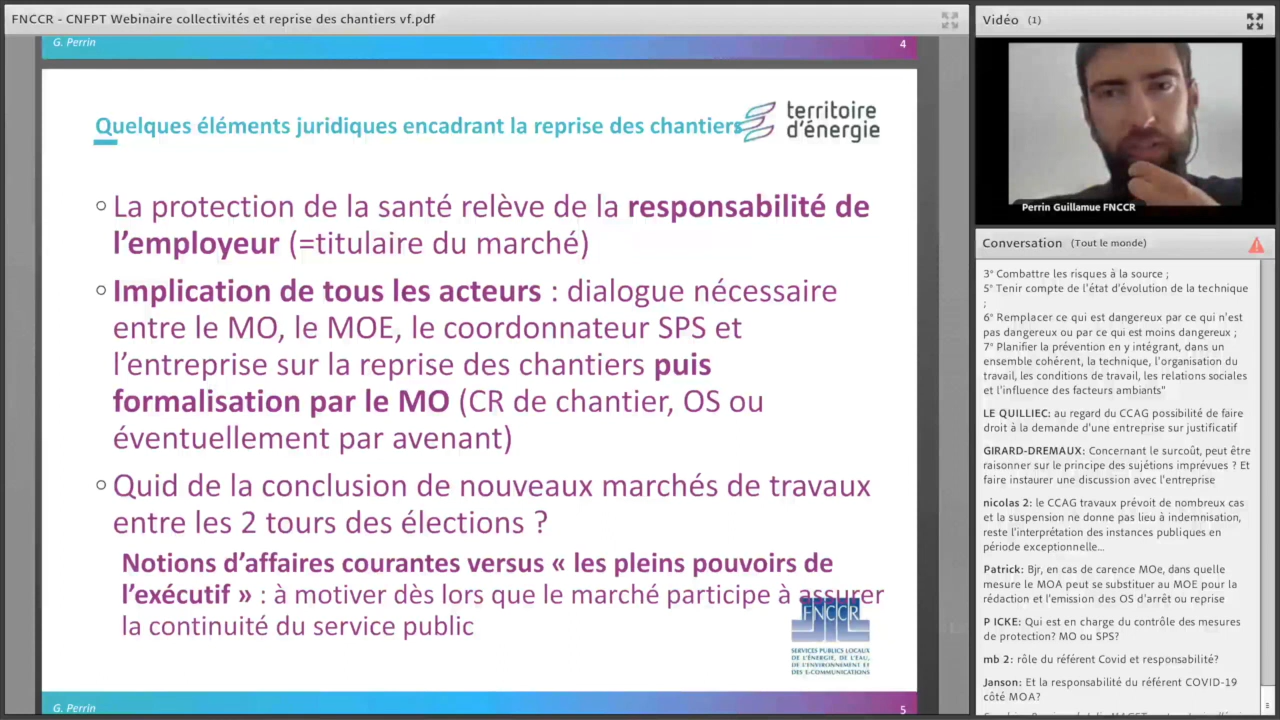 FNCCR - CNFPT Webinaire collectivités et reprise des chantiers vf.pdf
G. Perrin
4
Quelques éléments juridiques encadrant la reprise des chantiers
territoire
d'énergie
La protection de la santé relève de la responsabilité de
l'employeur (=titulaire du marché)
Implication de tous les acteurs : dialogue nécessaire
entre le MO, le MOE, le coordonnateur SPS et
l'entreprise sur la reprise des chantiers puis
formalisation par le MO (CR de chantier, OS ou
éventuellement par avenant)
Quid de la conclusion de nouveaux marchés de travaux
entre les 2 tours des élections ?
Notions d'affaires courantes versus « les pleins pouvoirs de
l'exécutif » : à motiver dès lors que le marché participe à assurer
la continuité du service public
FNCCR
SERVICES PUBLICS LOCAUX
DE L'ÉNERGIE, DE L'EAU,
DE L'ENVIRONNEMENT ET
DES E-COMMUNICATIONS
G. Perrin
5
Vidéo (1)
Perrin Guillamue FNCCR
Conversation (Tout le monde)
3° Combattre les risques à la source ;
5° Tenir compte de l'état d'évolution de la technique
;
6° Remplacer ce qui est dangereux par ce qui n'est
pas dangereux ou par ce qui est moins dangereux ;
7° Planifier la prévention en y intégrant, dans un
ensemble cohérent, la technique, l'organisation du
travail, les conditions de travail, les relations sociales
et l'influence des facteurs ambiants"
LE QUILLIEC: au regard du CCAG possibilité de faire
droit à la demande d'une entreprise sur justificatif
GIRARD-DREMAUX: Concernant le surcoût, peut être
raisonner sur le principe des sujétions imprévues ? Et
faire instaurer une discussion avec l'entreprise
nicolas 2: le CCAG travaux prévoit de nombreux cas
et la suspension ne donne pas lieu à indemnisation,
reste l'interprétation des instances publiques en
période exceptionnelle...
Patrick: Bjr, en cas de carence MOe, dans quelle
mesure le MOA peut se substituer au MOE pour la
rédaction et l'emission des OS d'arrêt ou reprise
P ICKE: Qui est en charge du contrôle des mesures
de protection? MO ou SPS?
mb 2: rôle du référent Covid et responsabilité?
Janson: Et la responsabilité du référent COVID-19
côté MOA?